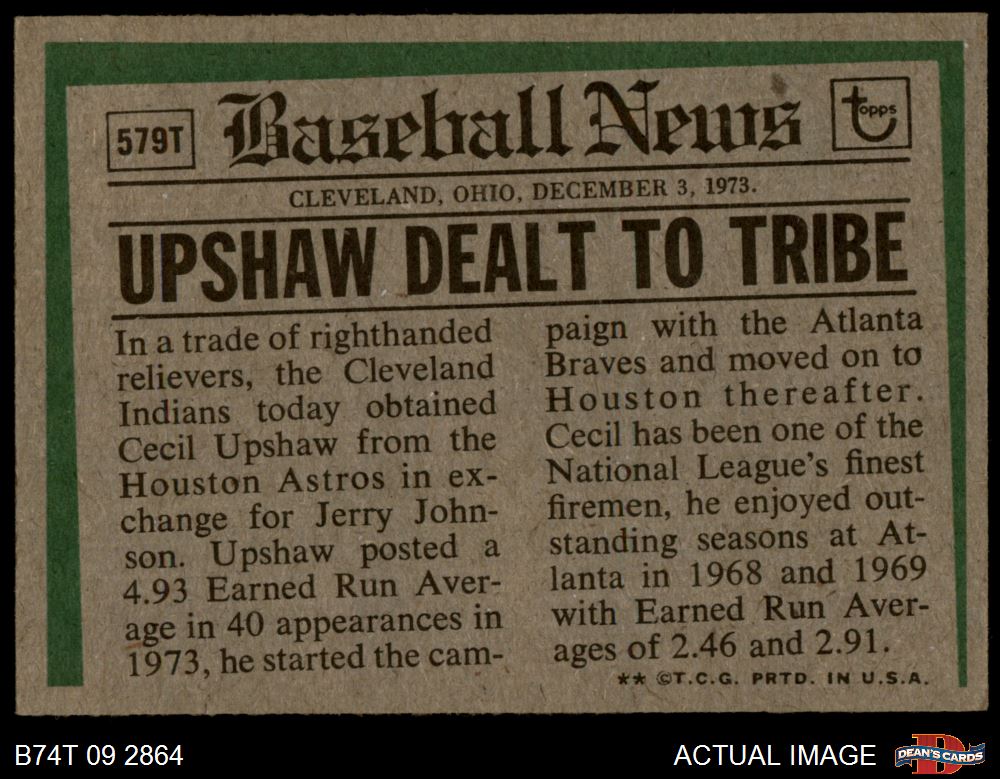 579T
Baseball News
topps
CLEVELAND, OHIO, DECEMBER 3, 1973.
UPSHAW DEALT TO TRIBE
In a trade of righthanded
relievers, the Cleveland
Indians today obtained
Cecil Upshaw from the
Houston Astros in ex-
change for Jerry John-
son. Upshaw posted a
4.93 Earned Run Aver-
age in 40 appearances in
1973, he started the cam-
paign with the Atlanta
Braves and moved on to
Houston thereafter.
Cecil has been one of the
National League's finest
firemen, he enjoyed out-
standing seasons at At-
lanta in 1968 and 1969
with Earned Run Aver-
ages of 2.46 and 2.91.
** ©T.C.G. PRTD. IN U.S.A.
B74T 09 2864
ACTUAL IMAGE
DEAN'S CARDS